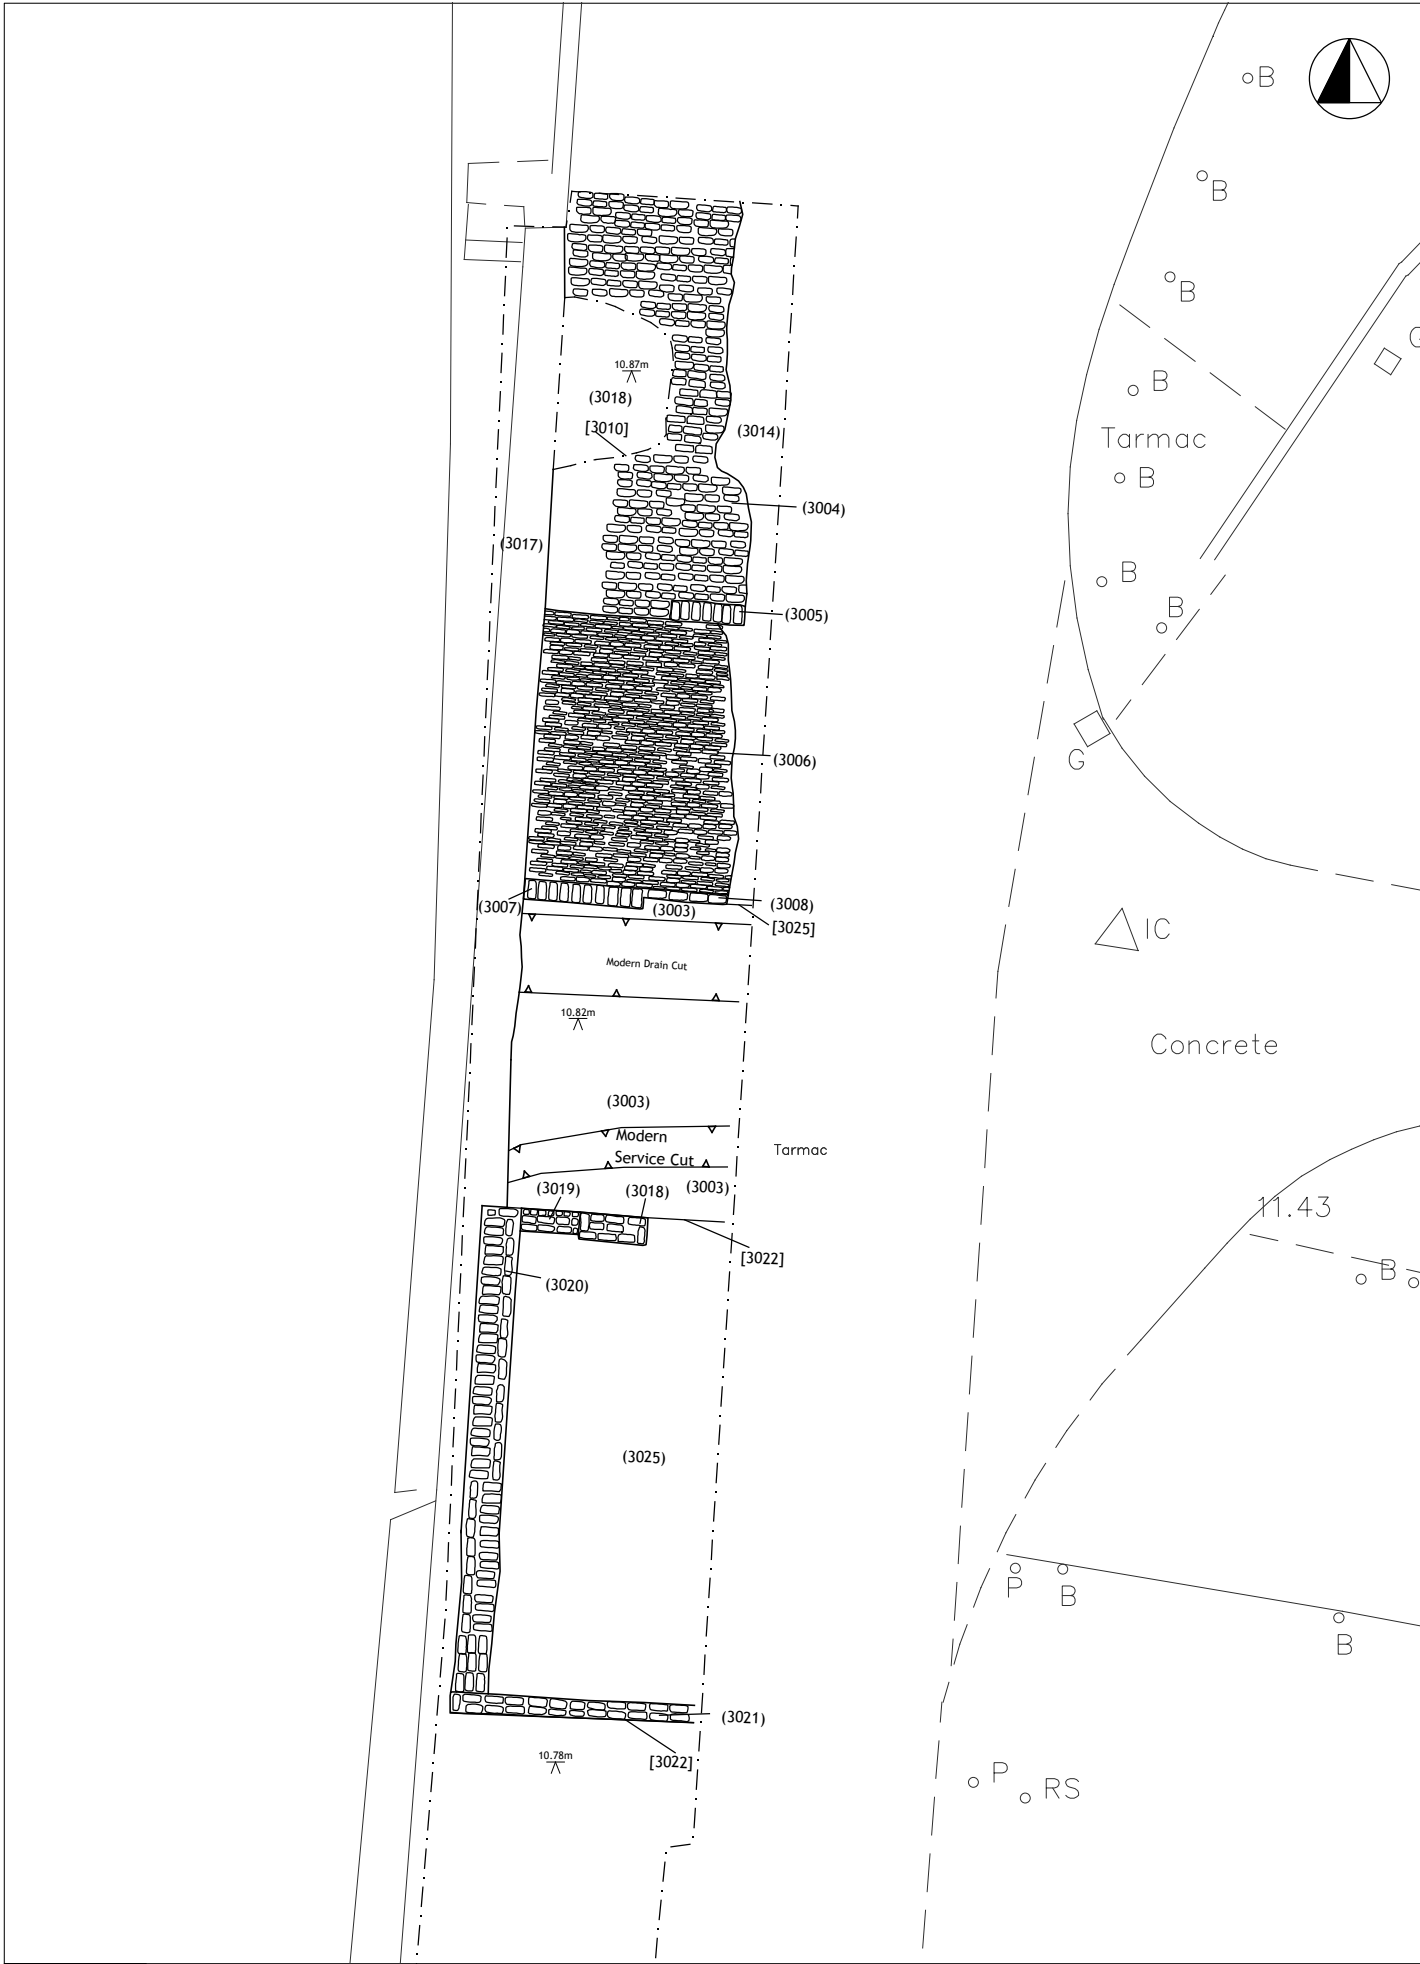 B
B
B
G
10.87m
B
(3018)
[3010]
(3014)
Tarmac
B
(3004)
(3017)
B
B
(3005)
(3006)
G
(3007)
(3003)
(3008)
[3025]
IC
Modern Drain Cut
10.82m
Concrete
(3003)
Modern
Service Cut
Tarmac
(3019)
(3018)
(3003)
11.43
[3022]
(3020)
B
(3025)
P
B
B
(3021)
10.78m
[3022]
P
RS